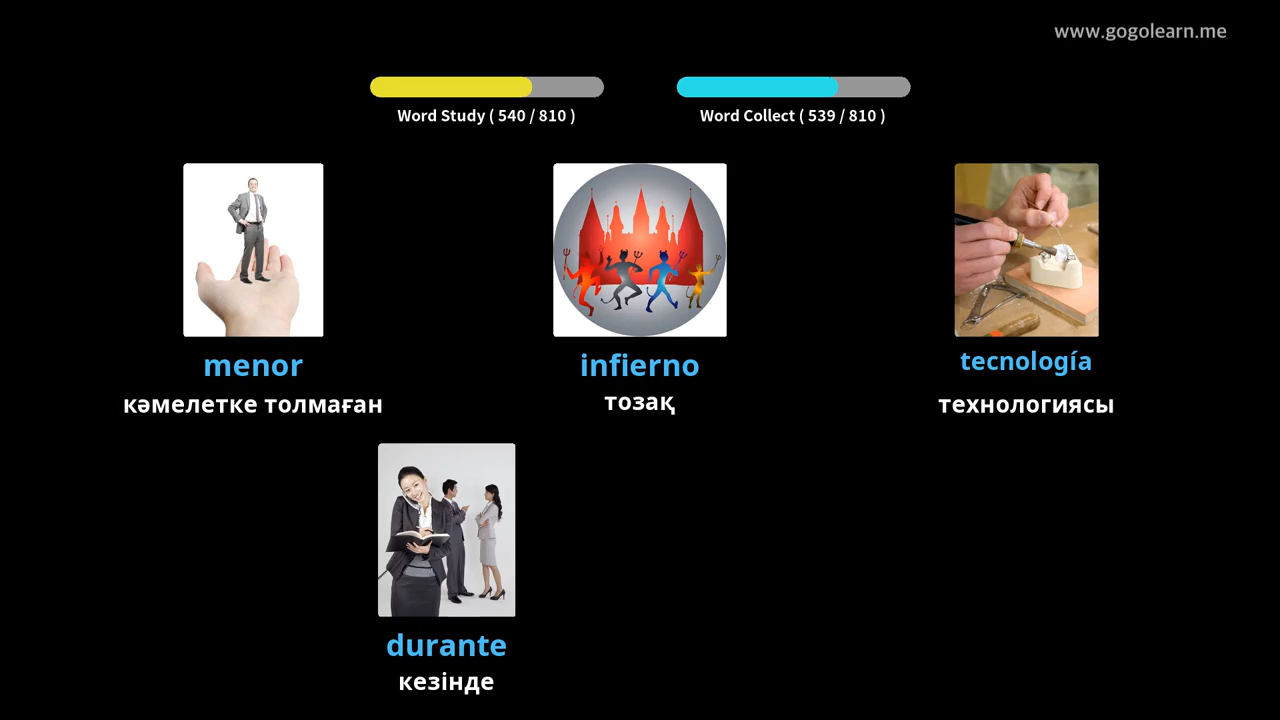 www.gogolearn.me
Word Study ( 540 / 810 )
Word Collect ( 539 / 810 )
menor
кәмелетке толмаған
infierno
тозақ
tecnología
технологиясы
durante
кезінде